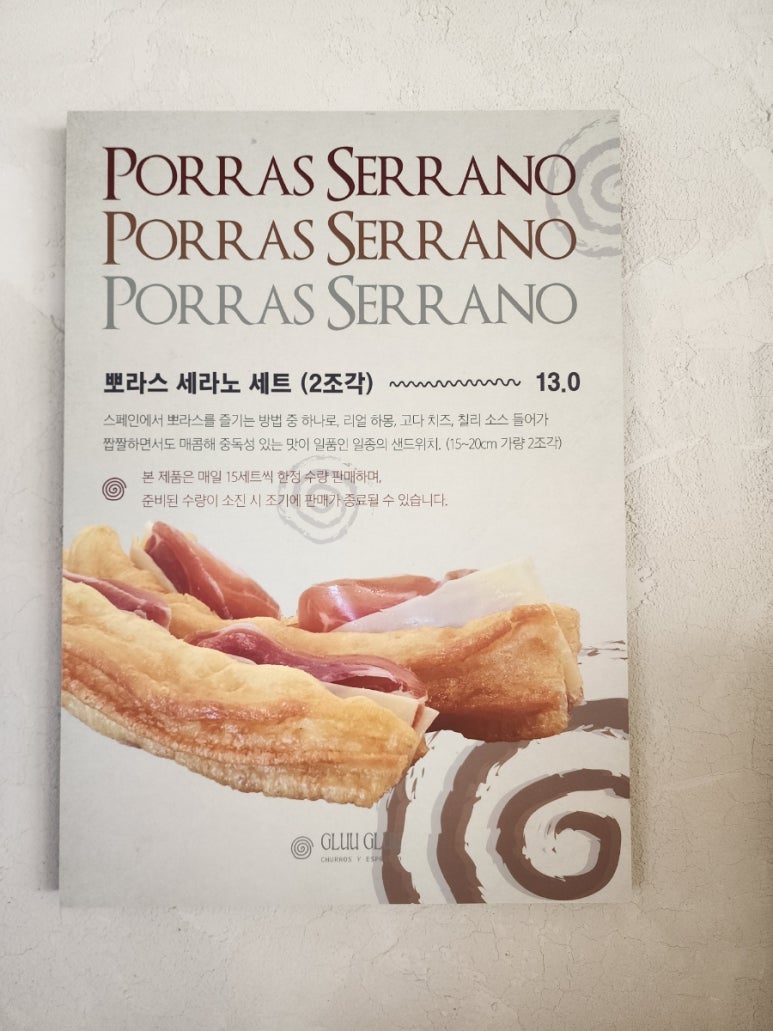 PORRAS SERRANO
PORRAS SERRANO
PORRAS SERRANO
뽀라스 세라노 세트 (2조각) 13.0
스페인에서 뽀라스를 즐기는 방법 중 하나로, 리얼 하몽, 고다 치즈, 칠리 소스 들어가
짭짤하면서도 매콤해 중독성 있는 맛이 일품인 일종의 샌드위치. (15~20cm 가량 2조각)
본 제품은 매일 15세트씩 한정 수량 판매하며,
준비된 수량이 소진 시 조기에 판매가 종료될 수 있습니다.
GLUU
CHURROS Y